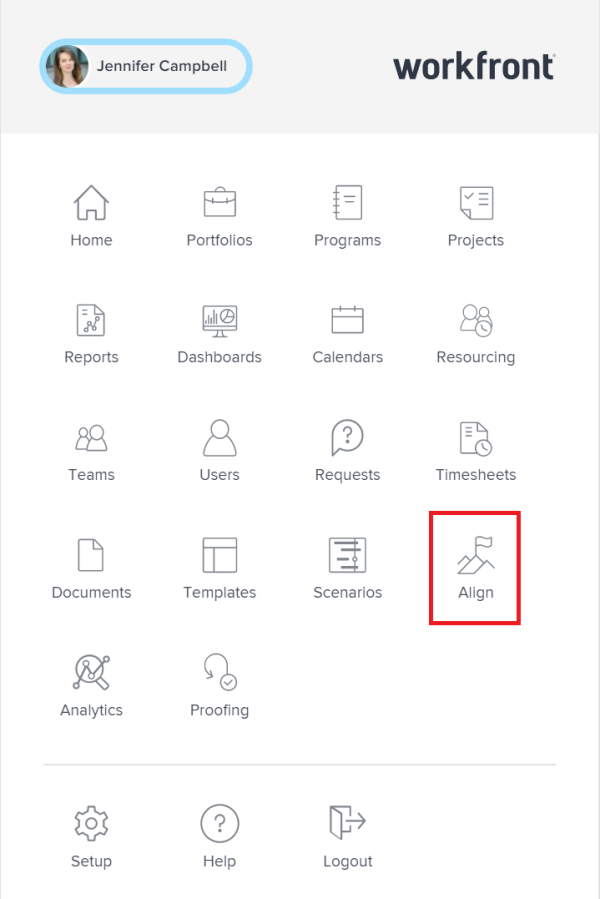 Jennifer Campbell
workfront
Home
Portfolios
Programs
Projects
Reports
Dashboards
Calendars
Resourcing
Teams
Users
Requests
Timesheets
Documents
Templates
Scenarios
Align
Analytics
Proofing
Setup
Help
Logout